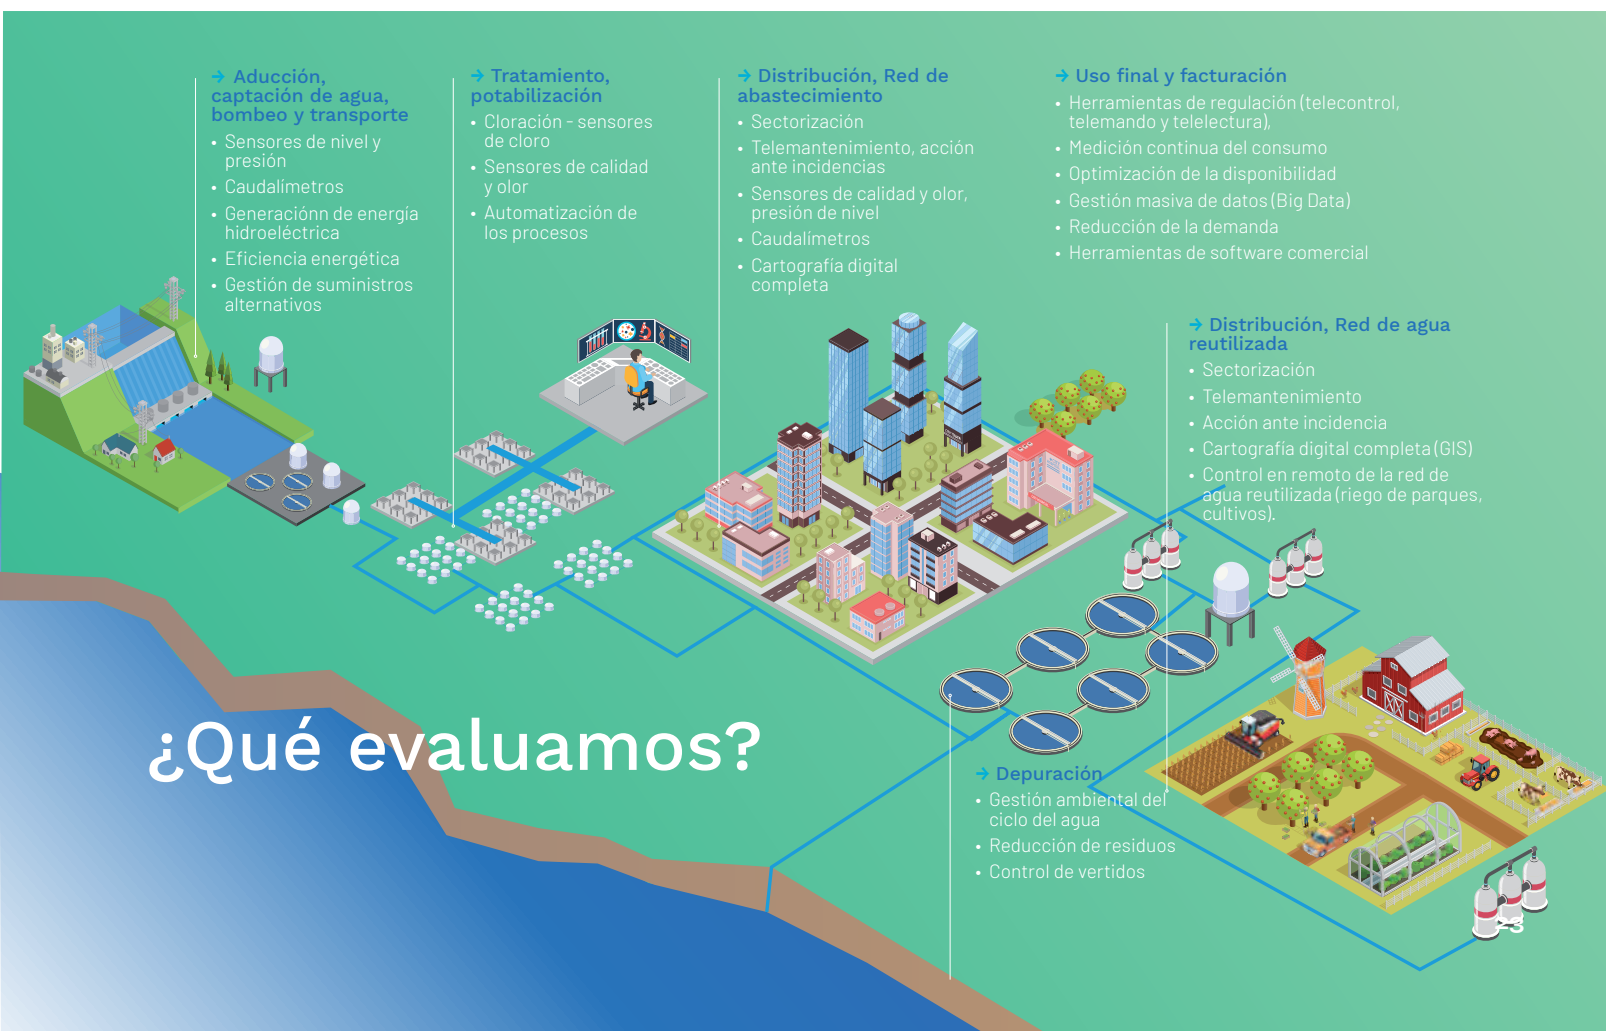 → Aducción,
captación de agua,
bombeo y transporte
• Sensores de nivel y
presión
• Caudalímetros
• Generaciónn de energía
hidroeléctrica
• Eficiencia energética
• Gestión de suministros
alternativos
→ Tratamiento,
potabilización
• Cloración - sensores
de cloro
• Sensores de calidad
y olor
• Automatización de
los procesos
→ Distribución, Red de
abastecimiento
• Sectorización
• Telemantenimiento, acción
ante incidencias
• Sensores de calidad y olor,
presión de nivel
• Caudalímetros
• Cartografía digital
completa
→ Uso final y facturación
• Herramientas de regulación (telecontrol,
telemando y telelectura),
• Medición continua del consumo
• Optimización de la disponibilidad
• Gestión masiva de datos (Big Data)
• Reducción de la demanda
• Herramientas de software comercial
→ Distribución, Red de agua
reutilizada
• Sectorización
• Telemantenimiento
• Acción ante incidencia
• Cartografía digital completa (GIS)
• Control en remoto de la red de
agua reutilizada (riego de parques,
cultivos).
¿Qué evaluamos?
→ Depuración
• Gestión ambiental del
ciclo del agua
• Reducción de residuos
• Control de vertidos
23